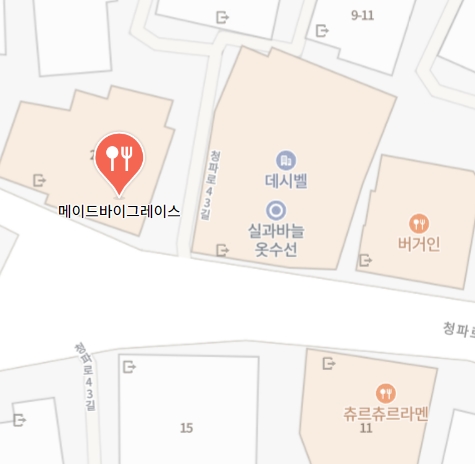 9-11
2
청파로43길
데시벨
메이드바이그레이스
실과바늘
옷수선
버거인
청파로
청파로43길
츄르츄르라멘
15
11